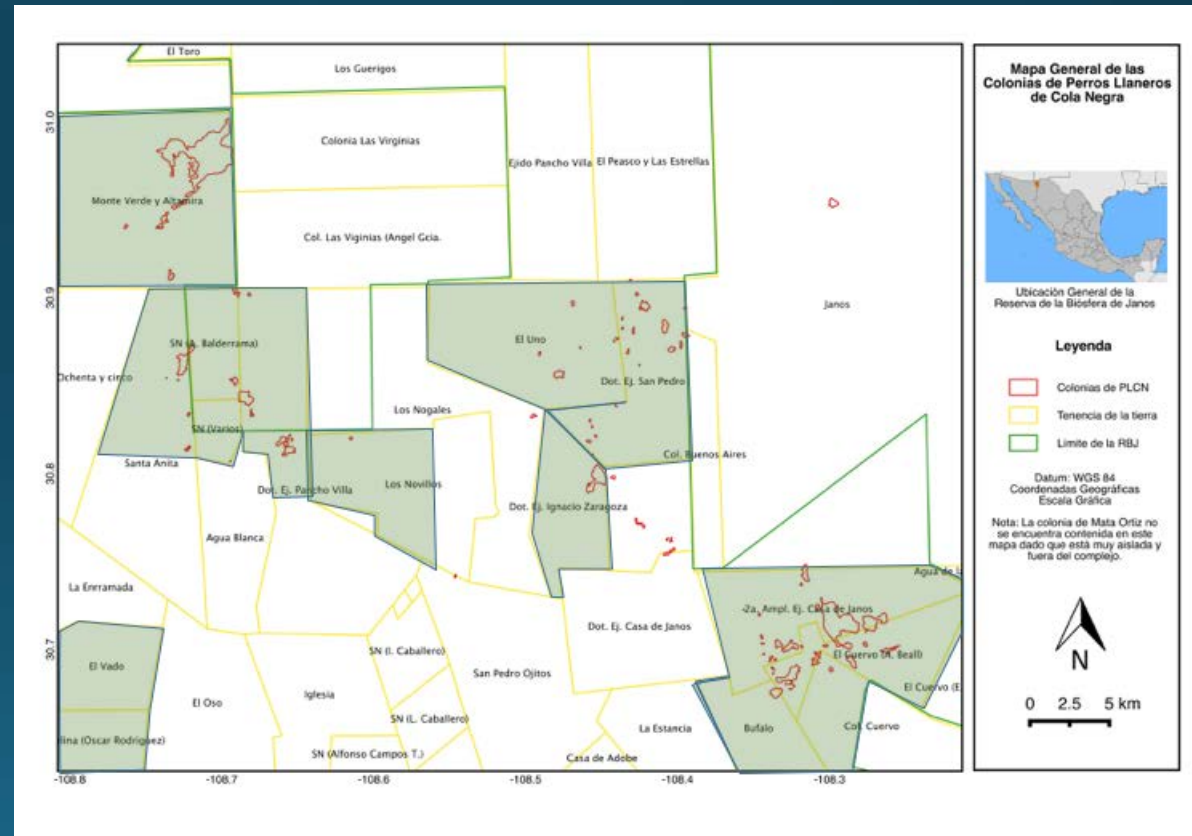 El Toro
Los Guerigos
31.0
Colonia Las Virginias
Ejido Pancho Villa
El Peasco y Las Estrellas
Monte Verde y Altamira
Col. Las Viginias (Angel Gcia.
30.9
Janos
SN (A. Balderrama)
El Uno
Ochenta y cinco
Dot. Ej. San Pedro
Los Nogales
SN (Varios)
30.8
Santa Anita
Col. Buenos Aires
Dot. Ej. Pancho Villa
Los Novillos
Dot. Ej. Ignacio Zaragoza
Agua Blanca
La Enrramada
Agua de la
-2a. Ampl. Ej. Casa de Janos
Dot. Ej. Casa de Janos
30.7
SN (I. Caballero)
El Cuervo (A. Beall)
El Vado
San Pedro Ojitos
El Cuervo (E
Iglesia
El Oso
SN (L. Caballero)
La Estancia
Bufalo
Col. Cuervo
lina (Oscar Rodriguez)
SN (Alfonso Campos T.)
Casa de Adobe
-108.8
-108.7
-108.6
-108.5
-108.4
-108.3
Mapa General de las
Colonias de Perros Llaneros
de Cola Negra
Ubicación General de la
Reserva de la Biósfera de Janos
Leyenda
Colonias de PLCN
Tenencia de la tierra
Límite de la RBJ
Datum: WGS 84
Coordenadas Geográficas
Escala Gráfica
Nota: La colonia de Mata Ortiz no
se encuentra contenida en este
mapa dado que está muy aislada y
fuera del complejo.
N
0 2.5 5 km